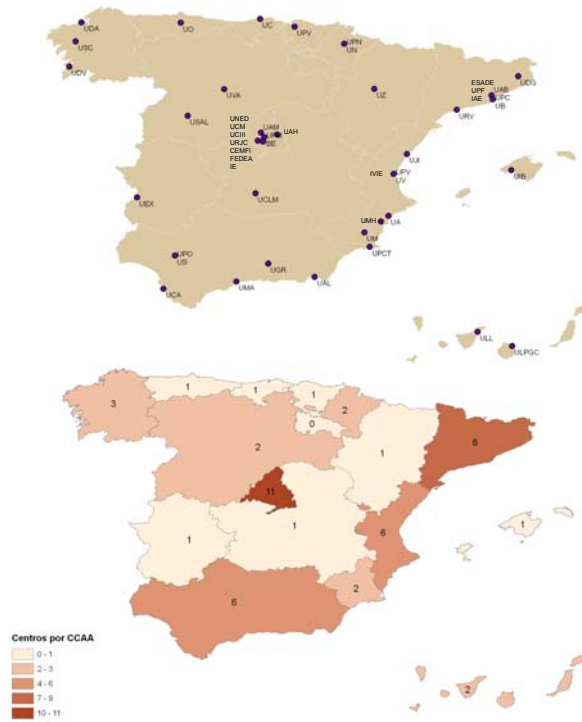 UDA
UO
UC
UPV
USC
UDV
UPN
UN
ESADE
UPF
IAE
UDG
UAB
UPC
UB
UVA
UZ
URV
USAL
UNED
UCM
UCIII
URJC
CEMFI
FEDEA
IE
UAM
BE
UAH
UJI
IVIE
UPV
UV
UIB
UEX
UCLM
UMH
UA
UM
UPCT
UPO
US
UGR
UCA
UMA
UAL
ULL
ULPGC
3
1
1
1
2
0
2
1
8
11
1
1
6
1
6
2
2
Centros por CCAA
0 - 1
2 - 3
4 - 6
7 - 9
10 - 11